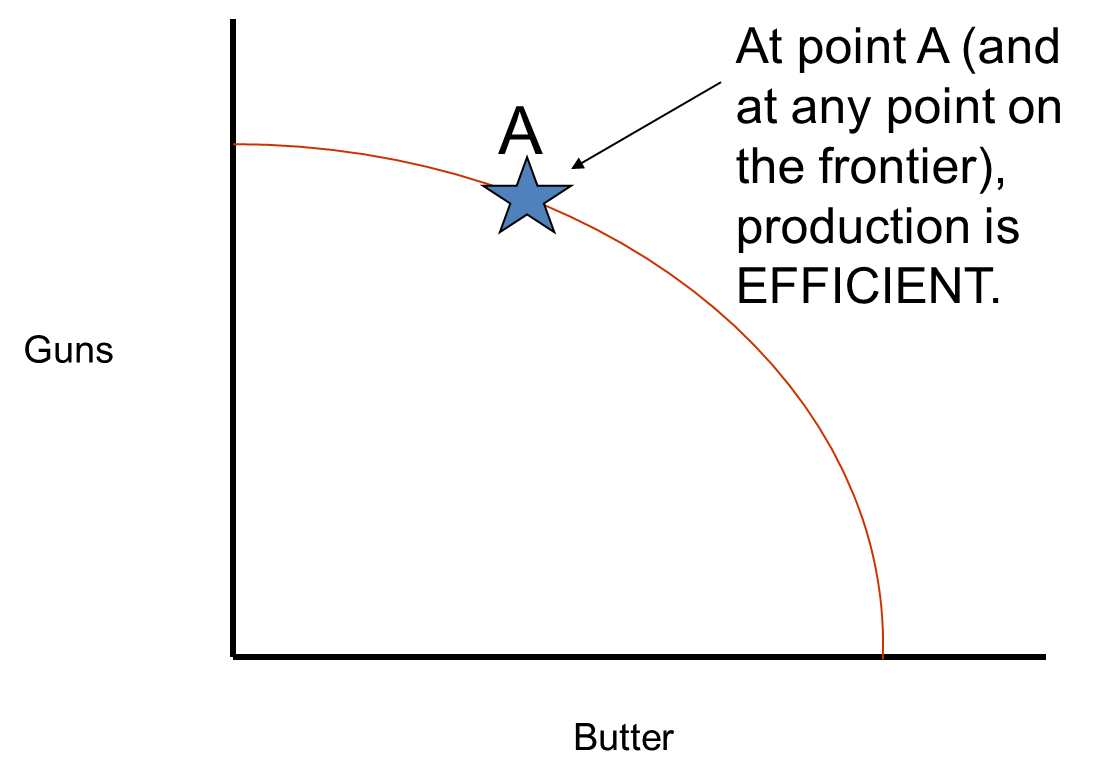 At point A (and
at any point on
the frontier),
production is
EFFICIENT.
A
Guns
Butter